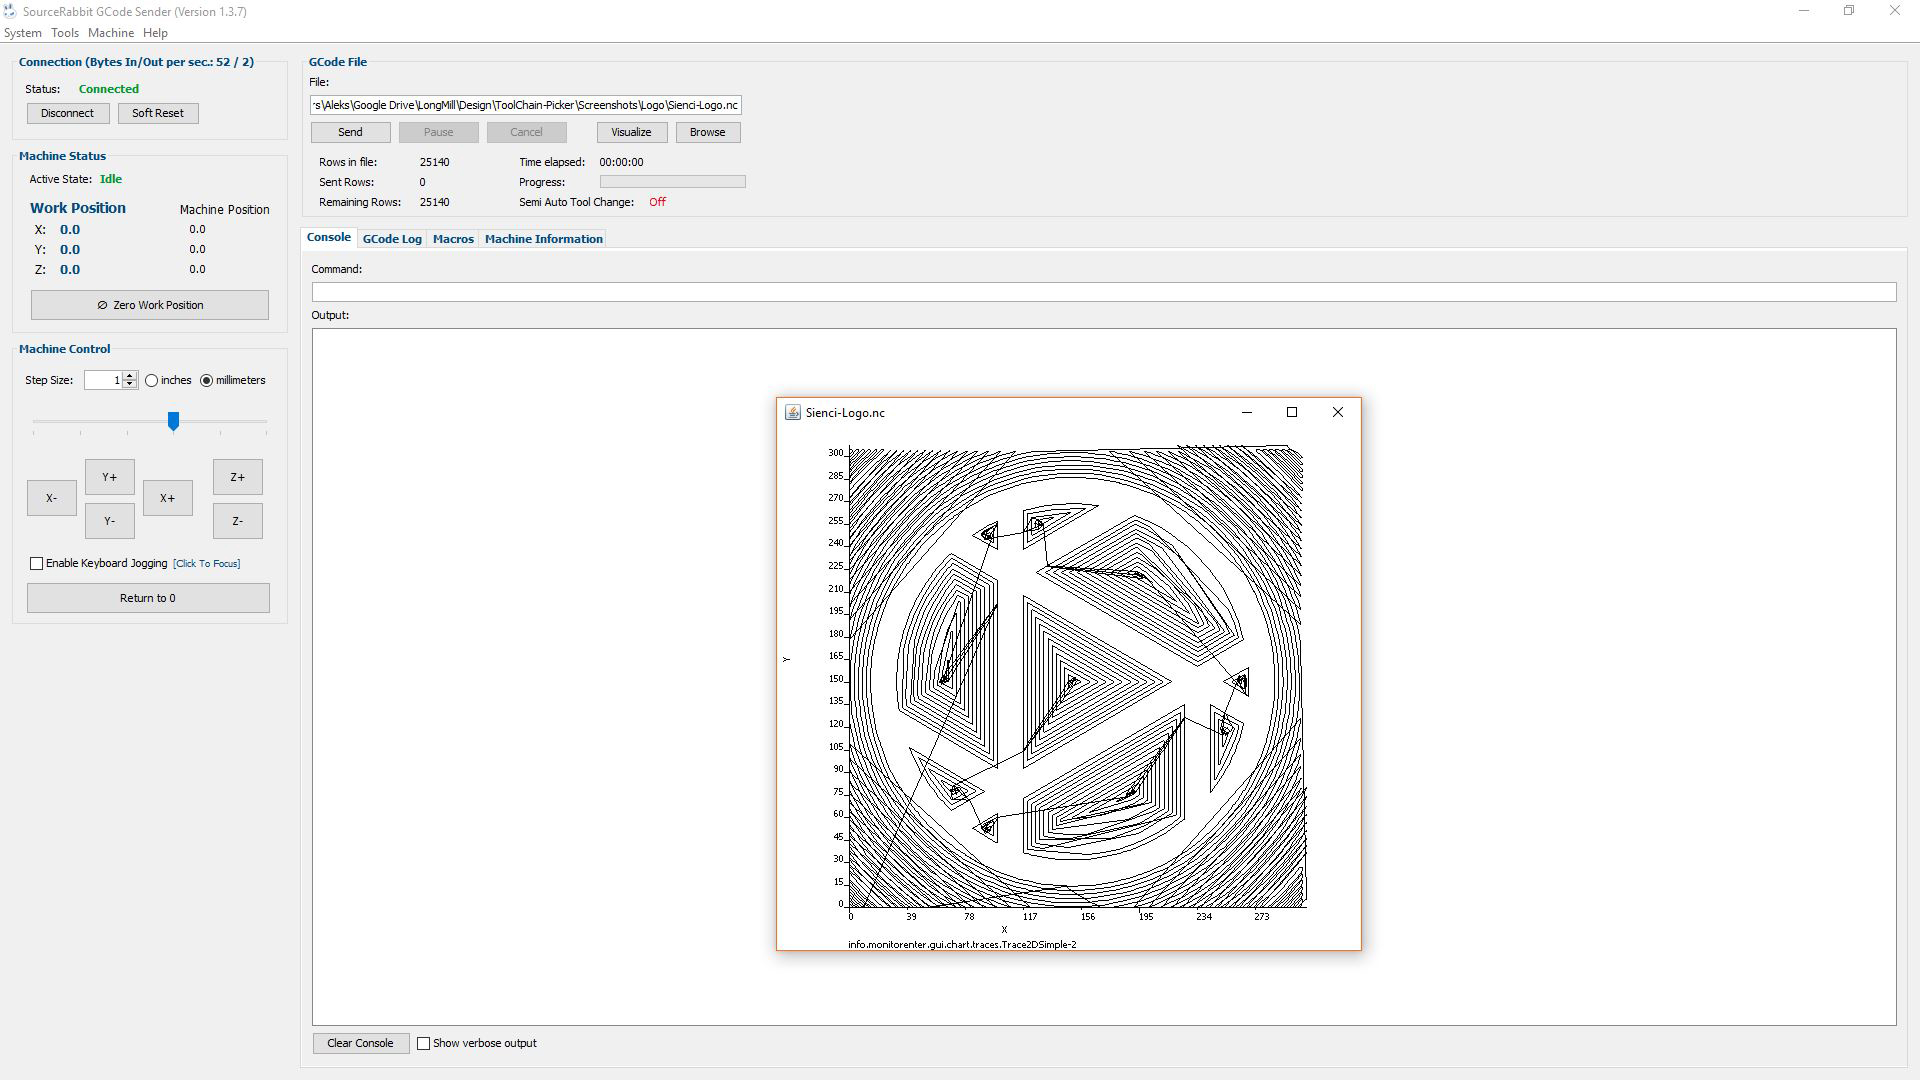 SourceRabbit GCode Sender (Version 1.3.7)
System Tools Machine Help
Connection (Bytes In/Out per sec.: 52 / 2)
Status: Connected
Disconnect Soft Reset
Machine Status
Active State: Idle
Work Position Machine Position
X: 0.0 0.0
Y: 0.0 0.0
Z: 0.0 0.0
∅ Zero Work Position
Machine Control
Step Size: 1 inches millimeters
Y+ Z+
X- X+
Y- Z-
Enable Keyboard Jogging [Click To Focus]
Return to 0
GCode File
File:
s\Aleks\Google Drive\LongMill\Design\ToolChain-Picker\Screenshots\Logo\Sienci-Logo.nc
Send Pause Cancel Visualize Browse
Rows in file: 25140 Time elapsed: 00:00:00
Sent Rows: 0 Progress:
Remaining Rows: 25140 Semi Auto Tool Change: Off
Console GCode Log Macros Machine Information
Command:
Output:
Sienci-Logo.nc
300
285
270
255
240
225
210
195
180
165
Y
150
135
120
105
90
75
60
45
30
15
0
0 39 78 117 156 195 234 273
X
info.monitorenter.gui.chart.traces.Trace2DSimple-2
Clear Console Show verbose output